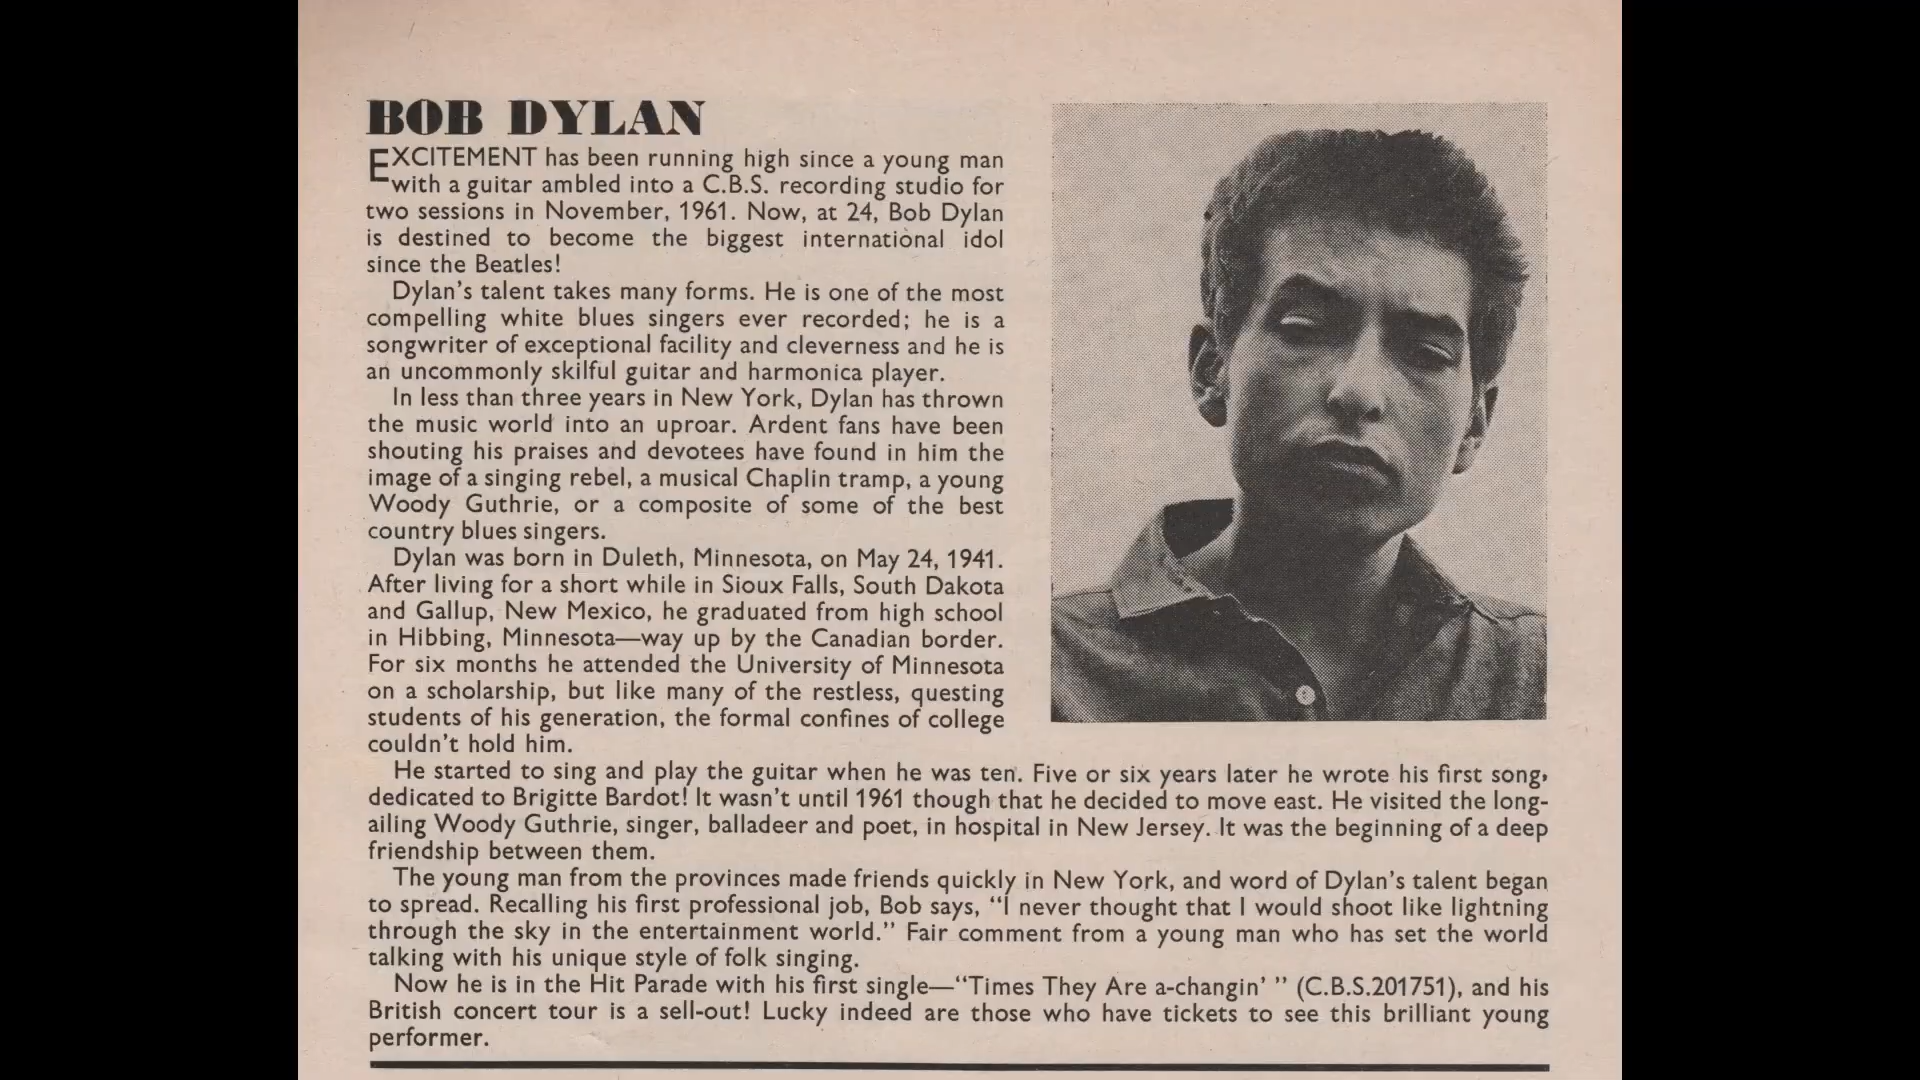 BOB DYLAN
EXCITEMENT has been running high since a young man
with a guitar ambled into a C.B.S. recording studio for
two sessions in November, 1961. Now, at 24, Bob Dylan
is destined to become the biggest international idol
since the Beatles!
Dylan's talent takes many forms. He is one of the most
compelling white blues singers ever recorded; he is a
songwriter of exceptional facility and cleverness and he is
an uncommonly skilful guitar and harmonica player.
In less than three years in New York, Dylan has thrown
the music world into an uproar. Ardent fans have been
shouting his praises and devotees have found in him the
image of a singing rebel, a musical Chaplin tramp, a young
Woody Guthrie, or a composite of some of the best
country blues singers.
Dylan was born in Duleth, Minnesota, on May 24, 1941.
After living for a short while in Sioux Falls, South Dakota
and Gallup, New Mexico, he graduated from high school
in Hibbing, Minnesota—way up by the Canadian border.
For six months he attended the University of Minnesota
on a scholarship, but like many of the restless, questing
students of his generation, the formal confines of college
couldn't hold him.
He started to sing and play the guitar when he was ten. Five or six years later he wrote his first song,
dedicated to Brigitte Bardot! It wasn't until 1961 though that he decided to move east. He visited the long-
ailing Woody Guthrie, singer, balladeer and poet, in hospital in New Jersey. It was the beginning of a deep
friendship between them.
The young man from the provinces made friends quickly in New York, and word of Dylan's talent began
to spread. Recalling his first professional job, Bob says, "I never thought that I would shoot like lightning
through the sky in the entertainment world." Fair comment from a young man who has set the world
talking with his unique style of folk singing.
Now he is in the Hit Parade with his first single—"Times They Are a-changin' " (C.B.S.201751), and his
British concert tour is a sell-out! Lucky indeed are those who have tickets to see this brilliant young
performer.